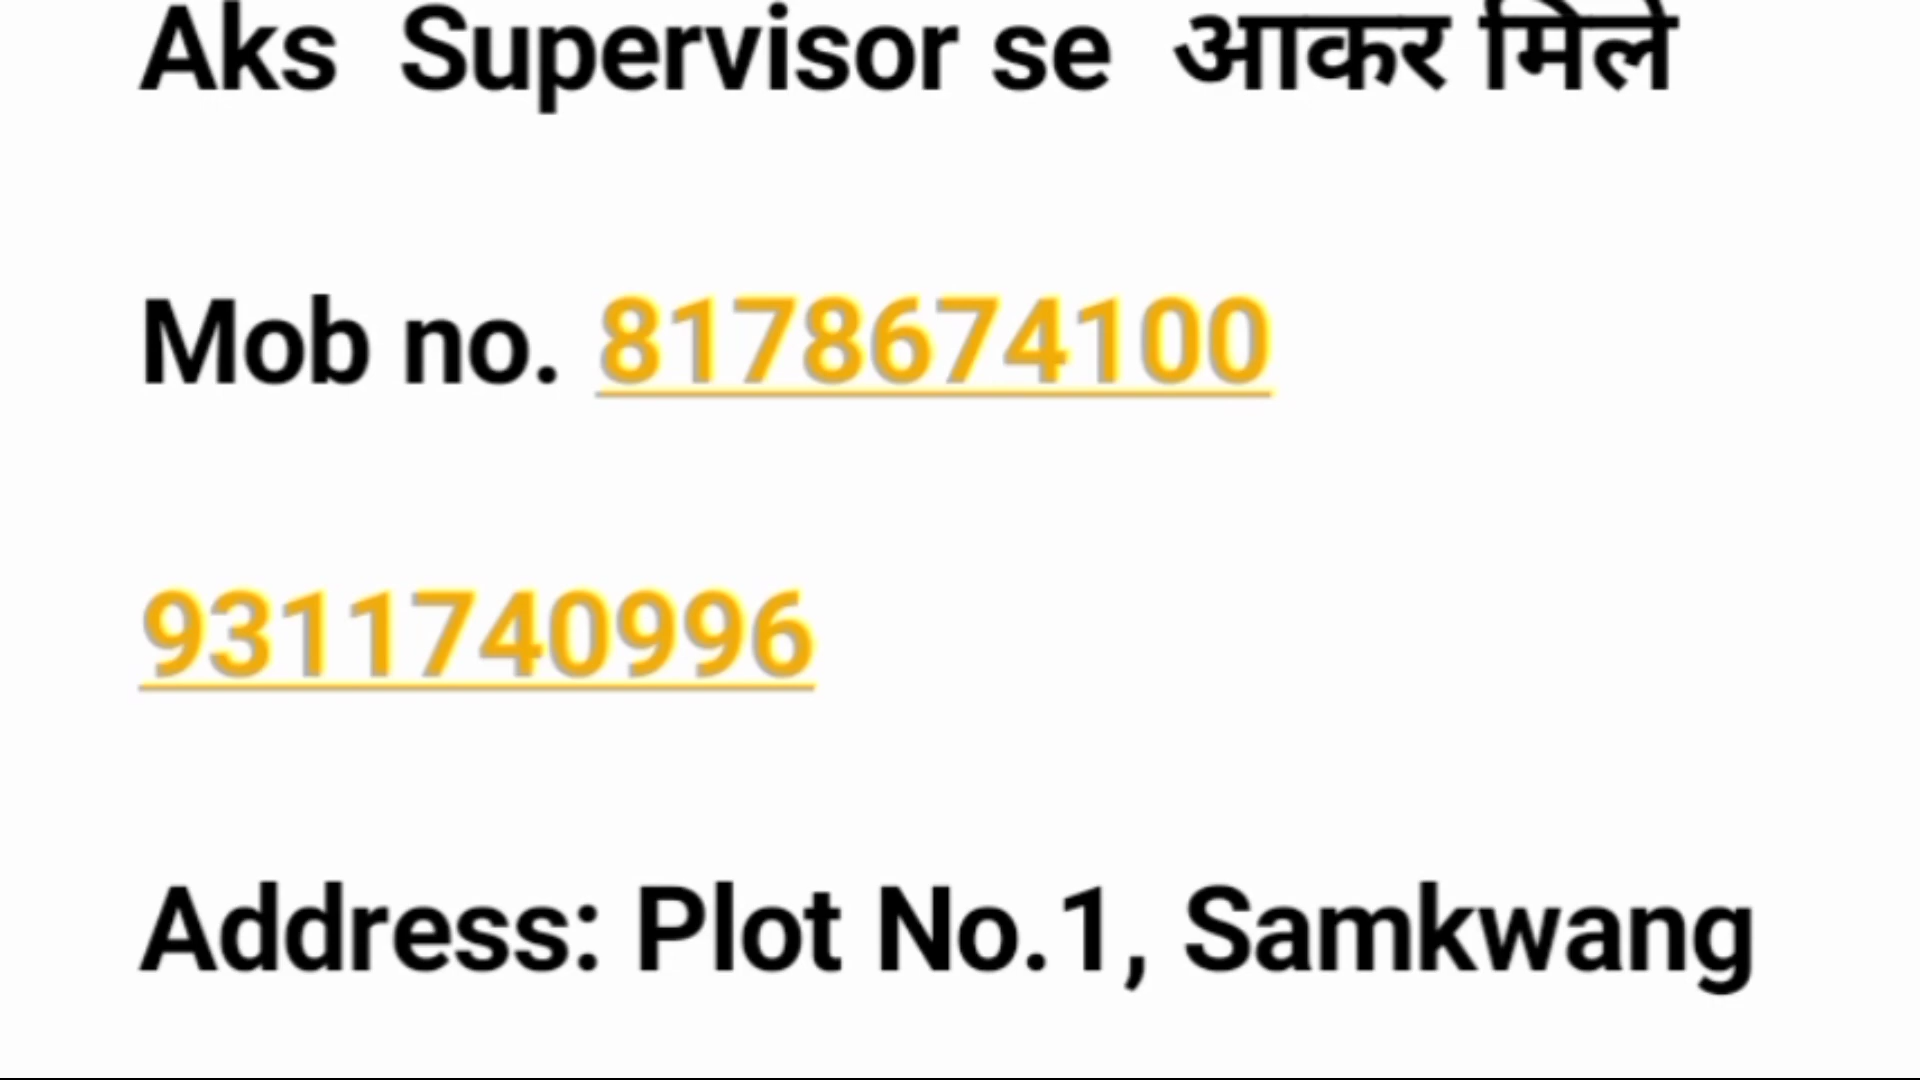 Aks Supervisor se आकर मिले
Mob no. 8178674100
9311740996
Address: Plot No.1, Samkwang